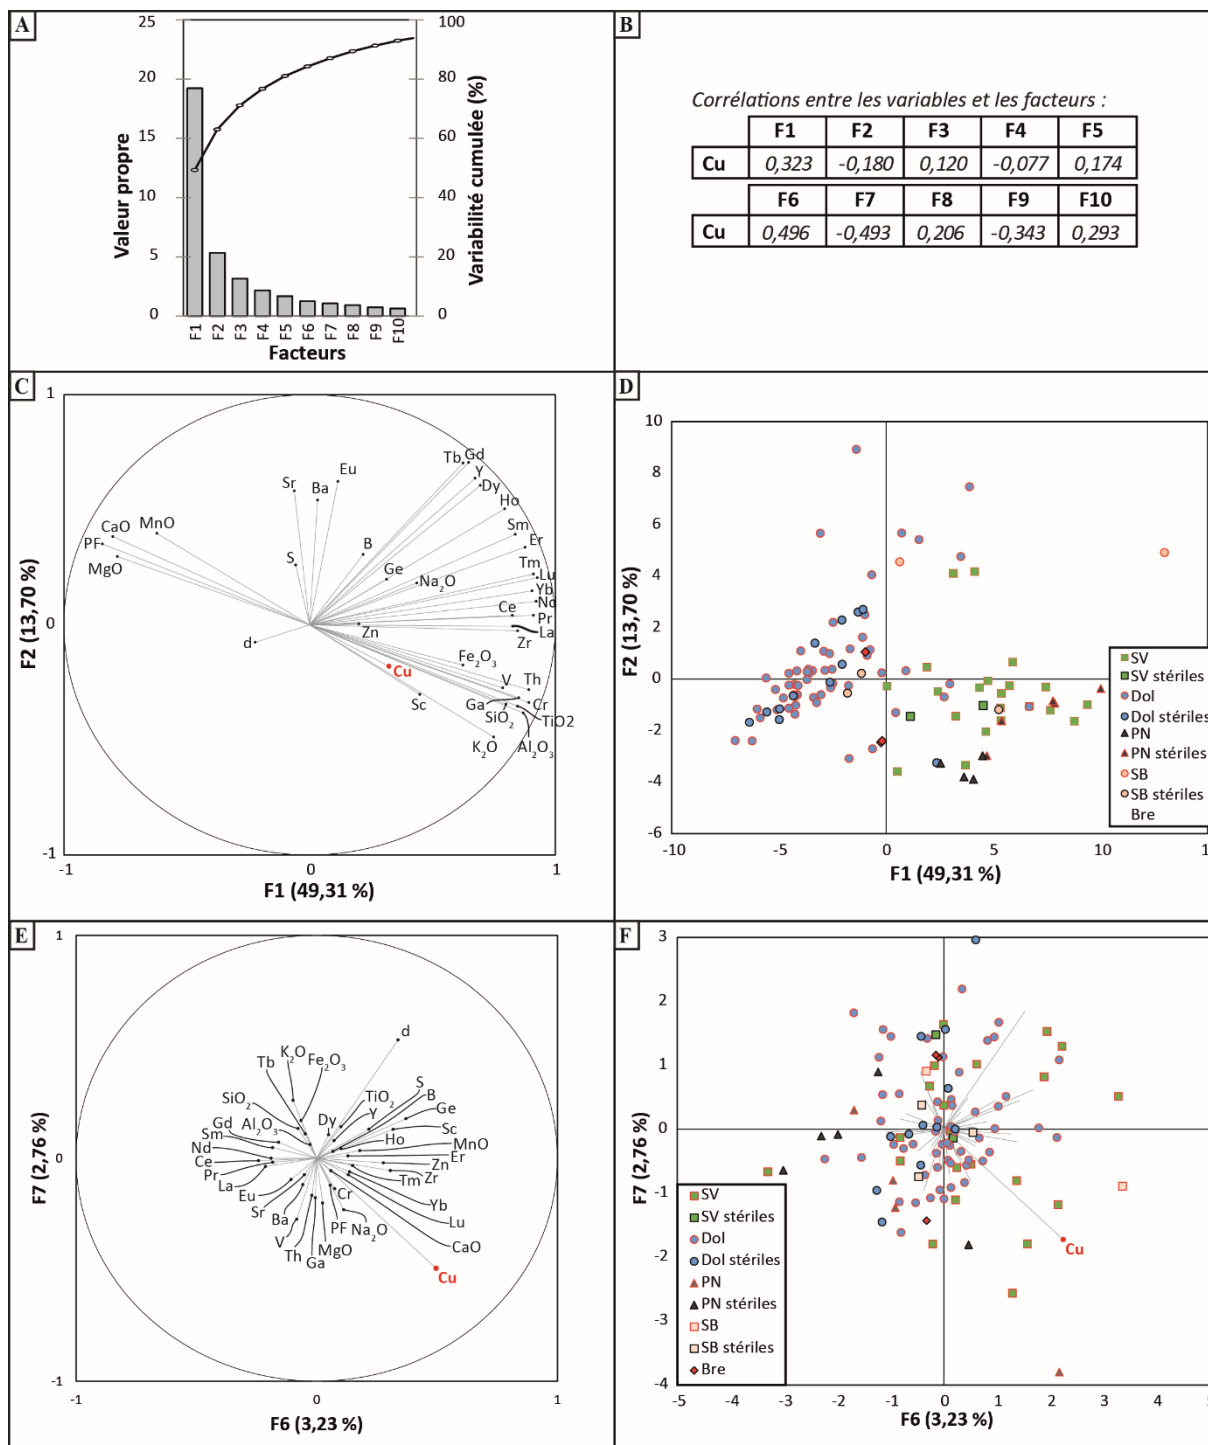 A
25
20
15
10
5
0
Valeur propre
100
80
60
40
20
0
Variabilité cumulée (%)
F1 F2 F3 F4 F5 F6 F7 F8 F9 F10
Facteurs
B
Corrélations entre les variables et les facteurs :
F1 F2 F3 F4 F5
Cu 0,323 -0,180 0,120 -0,077 0,174
F6 F7 F8 F9 F10
Cu 0,496 -0,493 0,206 -0,343 0,293
C
1
0
-1
F2 (13,70 %)
Tb Gd
Y
Dy
Ho
Sm
Er
Tm
Lu
Yb
Nd
Ce
Pr
La
Zr
Eu
Sr
Ba
CaO
MnO
PF
MgO
S
B
Ge
Na2O
Zn
d
Fe2O3
Cu
V
Th
Sc
Ga
Cr
SiO2
TiO2
K2O
Al2O3
-1 0 1
F1 (49,31 %)
D
10
8
6
4
2
0
-2
-4
-6
F2 (13,70 %)
SV
SV stériles
Dol
Dol stériles
PN
PN stériles
SB
SB stériles
Bre
-10 -5 0 5 10 15
F1 (49,31 %)
E
1
0
-1
F7 (2,76 %)
d
K2O
Tb
Fe2O3
SiO2
TiO2
S
B
Al2O3
Dy
Y
Ge
Gd
Sc
Sm
Ho
MnO
Nd
Er
Ce
Zn
Pr
Tm
Zr
La
Eu
Cr
Yb
Sr
Lu
Ba
PF
Na2O
V
MgO
CaO
Th
Ga
Cu
-1 0 1
F6 (3,23 %)
F
3
2
1
0
-1
-2
-3
-4
F7 (2,76 %)
SV
SV stériles
Dol
Dol stériles
PN
PN stériles
SB
SB stériles
Bre
Cu
-5 -4 -3 -2 -1 0 1 2 3 4 5
F6 (3,23 %)